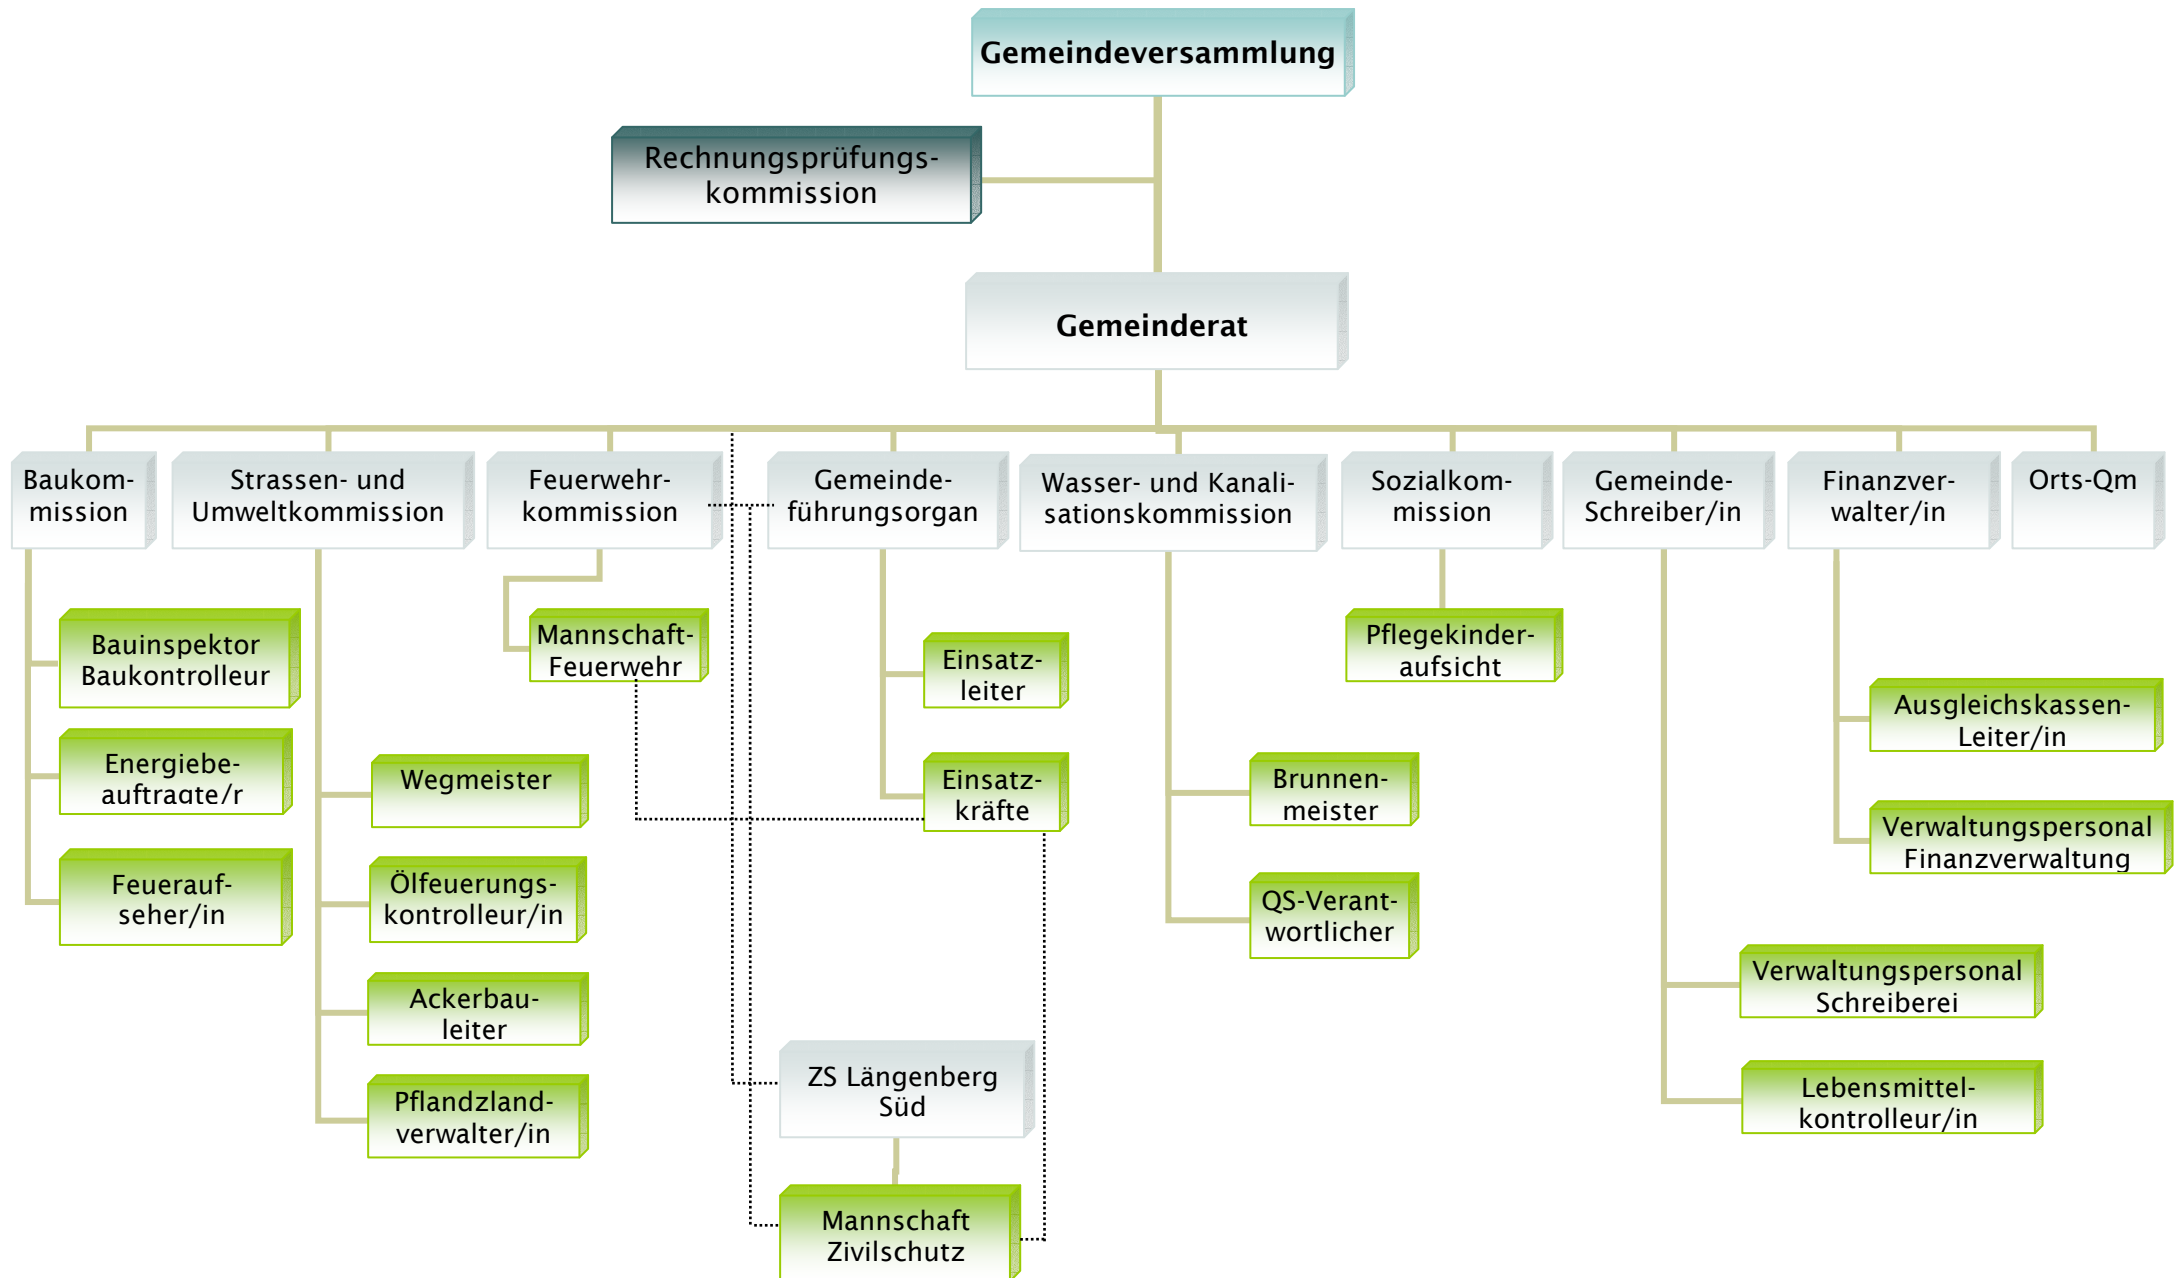 Gemeindeversammlung
Rechnungsprüfungs-
kommission
Gemeinderat
Baukom-
mission
Strassen- und
Umweltkommission
Feuerwehr-
kommission
Gemeinde-
führungsorgan
Wasser- und Kanali-
sationskommission
Sozialkom-
mission
Gemeinde-
Schreiber/in
Finanzver-
walter/in
Orts-Qm
Bauinspektor
Baukontrolleur
Energiebe-
auftragte/r
Feuerauf-
seher/in
Wegmeister
Ölfeuerungs-
kontrolleur/in
Ackerbau-
leiter
Pflandzland-
verwalter/in
Mannschaft-
Feuerwehr
Einsatz-
leiter
Einsatz-
kräfte
ZS Längenberg
Süd
Mannschaft
Zivilschutz
Brunnen-
meister
QS-Verant-
wortlicher
Pflegekinder-
aufsicht
Verwaltungspersonal
Schreiberei
Lebensmittel-
kontrolleur/in
Ausgleichskassen-
Leiter/in
Verwaltungspersonal
Finanzverwaltung